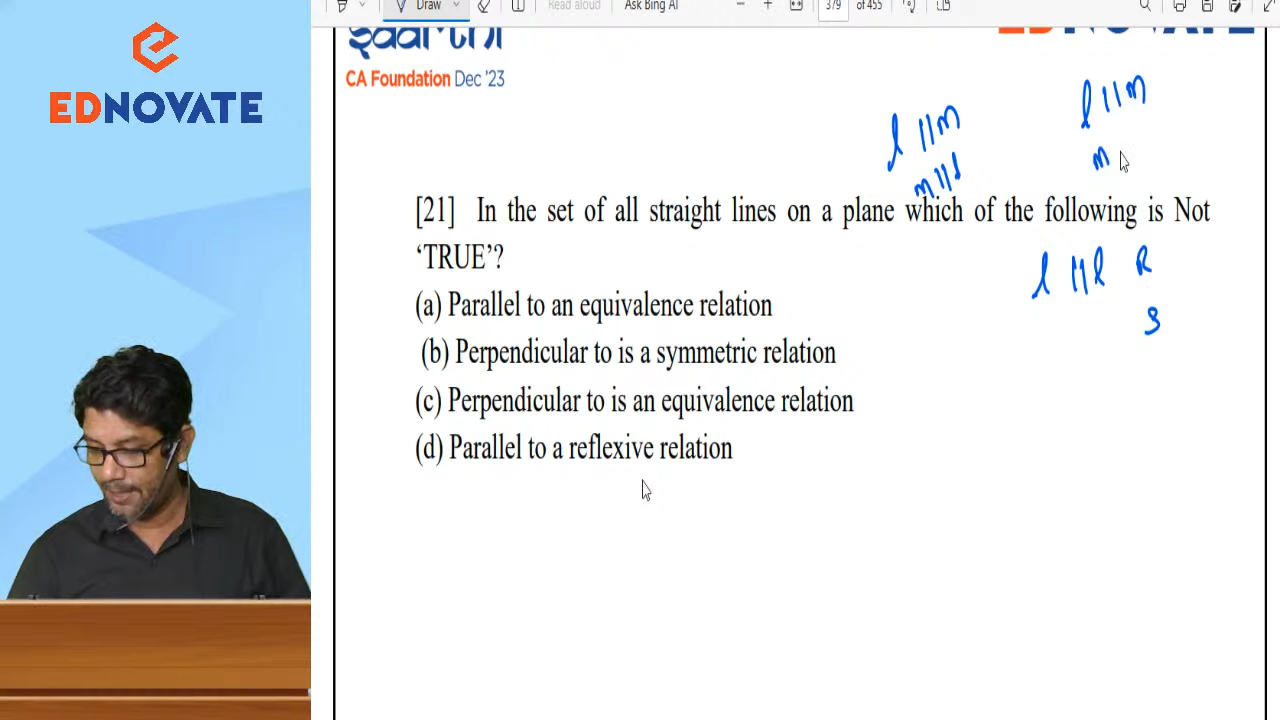 Draw
Read aloud
Ask Bing AI
379 of 455
EDNOVATE
CA Foundation Dec '23
l || m
m || l
l || m
m
[21] In the set of all straight lines on a plane which of the following is Not
‘TRUE’?
l || l R
S
(a) Parallel to an equivalence relation
(b) Perpendicular to is a symmetric relation
(c) Perpendicular to is an equivalence relation
(d) Parallel to a reflexive relation